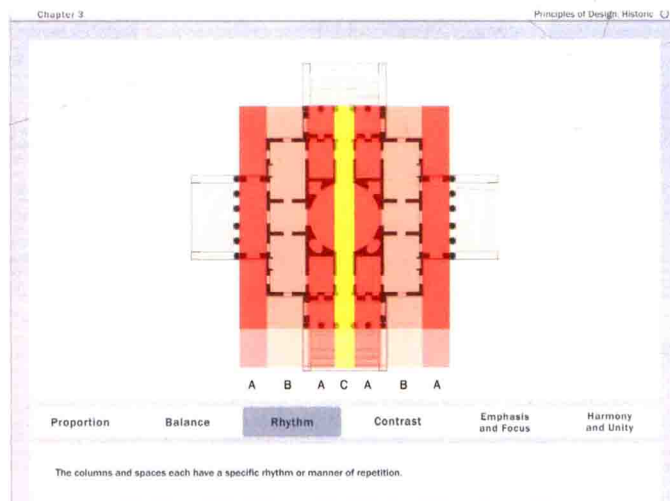 Chapter 3
Principles of Design: Historic
A B A C A B A
Proportion Balance Rhythm Contrast Emphasis and Focus Harmony and Unity
The columns and spaces each have a specific rhythm or manner of repetition.